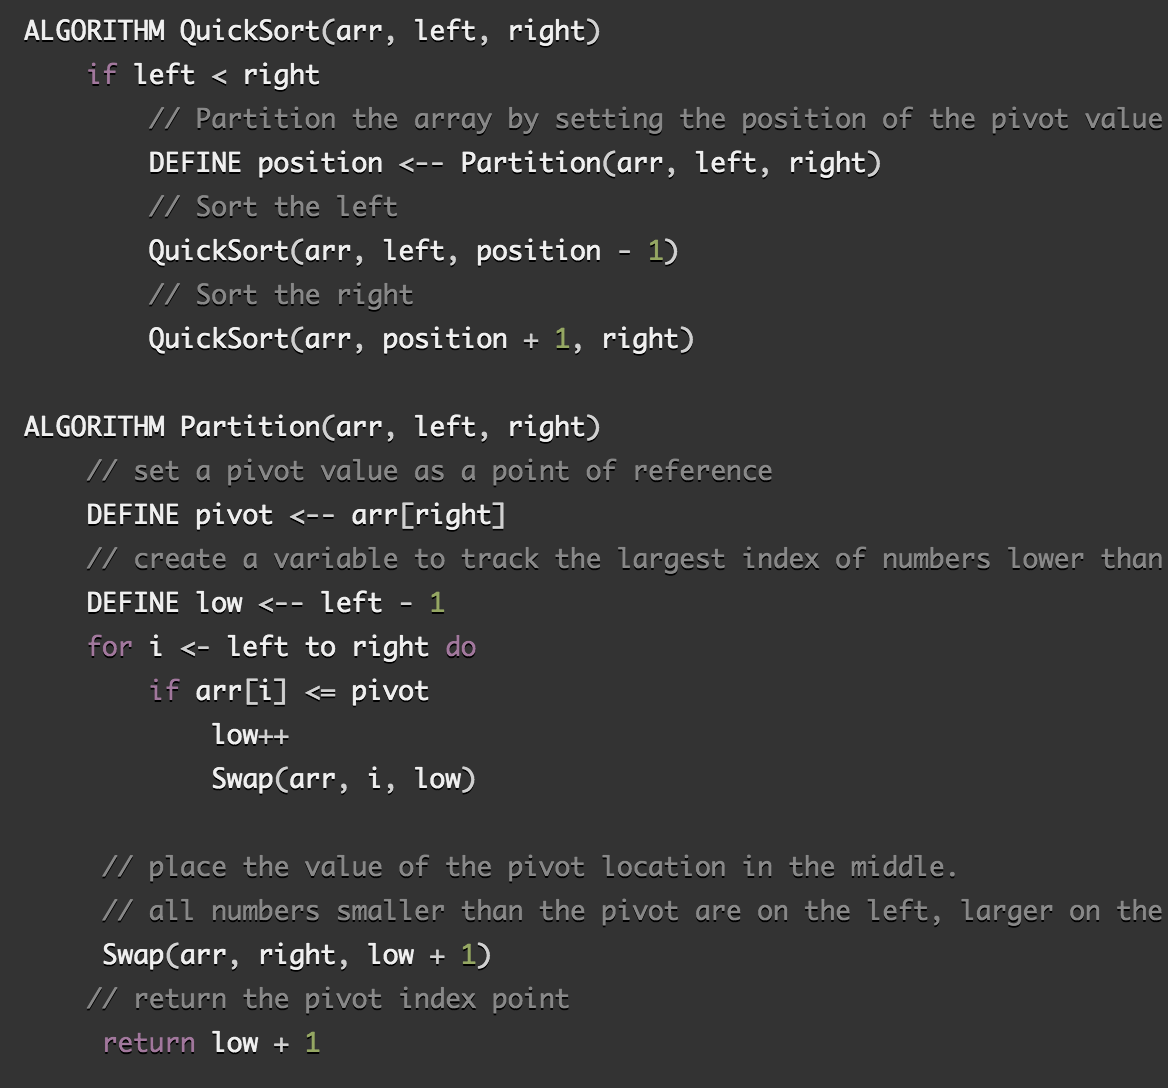 ALGORITHM QuickSort(arr, left, right)
    if left < right
        // Partition the array by setting the position of the pivot value
        DEFINE position <-- Partition(arr, left, right)
        // Sort the left
        QuickSort(arr, left, position - 1)
        // Sort the right
        QuickSort(arr, position + 1, right)

ALGORITHM Partition(arr, left, right)
    // set a pivot value as a point of reference
    DEFINE pivot <-- arr[right]
    // create a variable to track the largest index of numbers lower than
    DEFINE low <-- left - 1
    for i <- left to right do
        if arr[i] <= pivot
            low++
            Swap(arr, i, low)

     // place the value of the pivot location in the middle.
     // all numbers smaller than the pivot are on the left, larger on the
     Swap(arr, right, low + 1)
    // return the pivot index point
     return low + 1